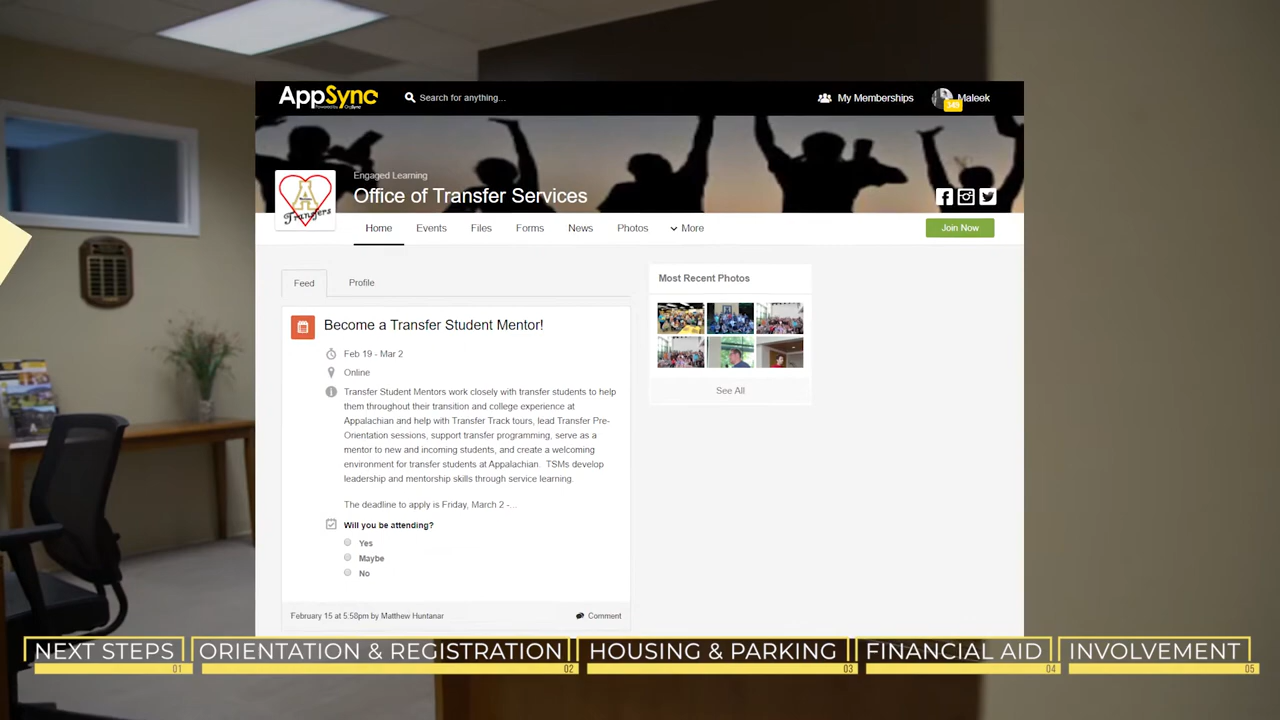 AppSync
Powered by OrgSync
Search for anything...
My Memberships
Maleek
349
Engaged Learning
Office of Transfer Services
A
Transfers
Home
Events
Files
Forms
News
Photos
More
Join Now
Feed
Profile
Most Recent Photos
See All
Become a Transfer Student Mentor!
Feb 19 - Mar 2
Online
Transfer Student Mentors work closely with transfer students to help
them throughout their transition and college experience at
Appalachian and help with Transfer Track tours, lead Transfer Pre-
Orientation sessions, support transfer programming, serve as a
mentor to new and incoming students, and create a welcoming
environment for transfer students at Appalachian. TSMs develop
leadership and mentorship skills through service learning.
The deadline to apply is Friday, March 2 -...
Will you be attending?
Yes
Maybe
No
February 15 at 5:58pm by Matthew Huntanar
Comment
NEXT STEPS
01
ORIENTATION & REGISTRATION
02
HOUSING & PARKING
03
FINANCIAL AID
04
INVOLVEMENT
05